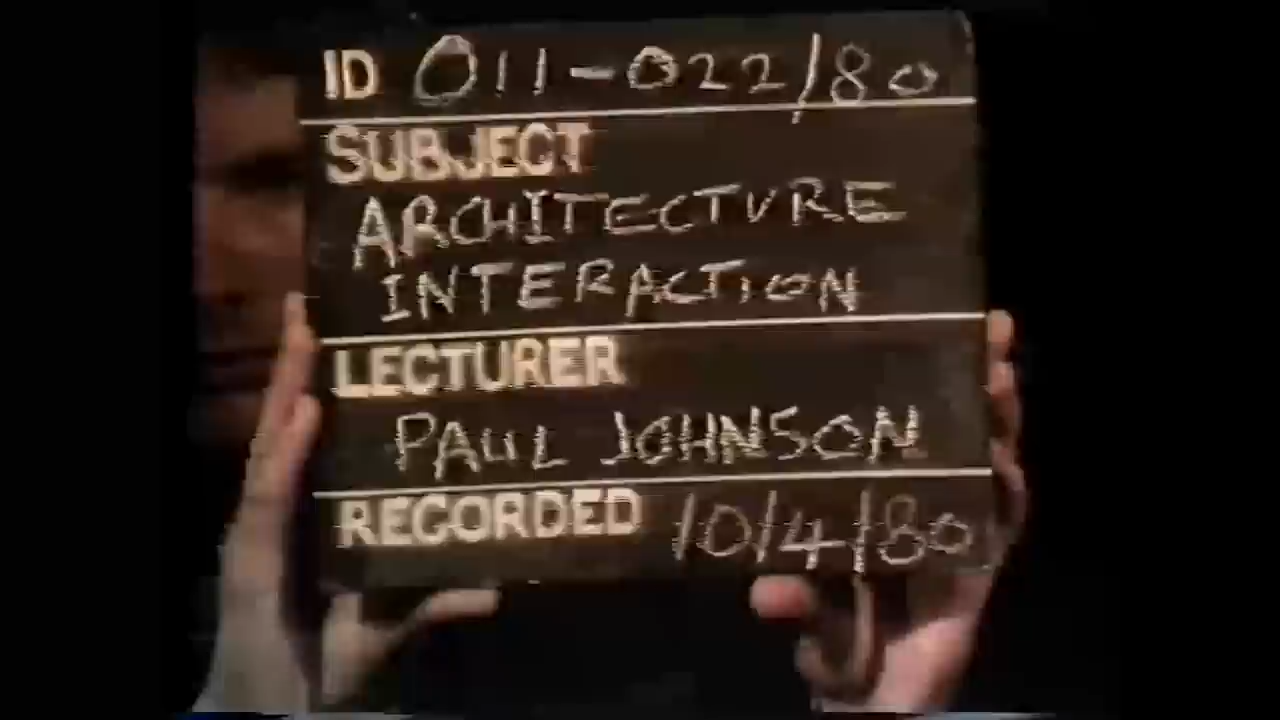 ID 011-022/80
SUBJECT
ARCHITECTURE
INTERACTION
LECTURER
PAUL JOHNSON
RECORDED 10/4/80